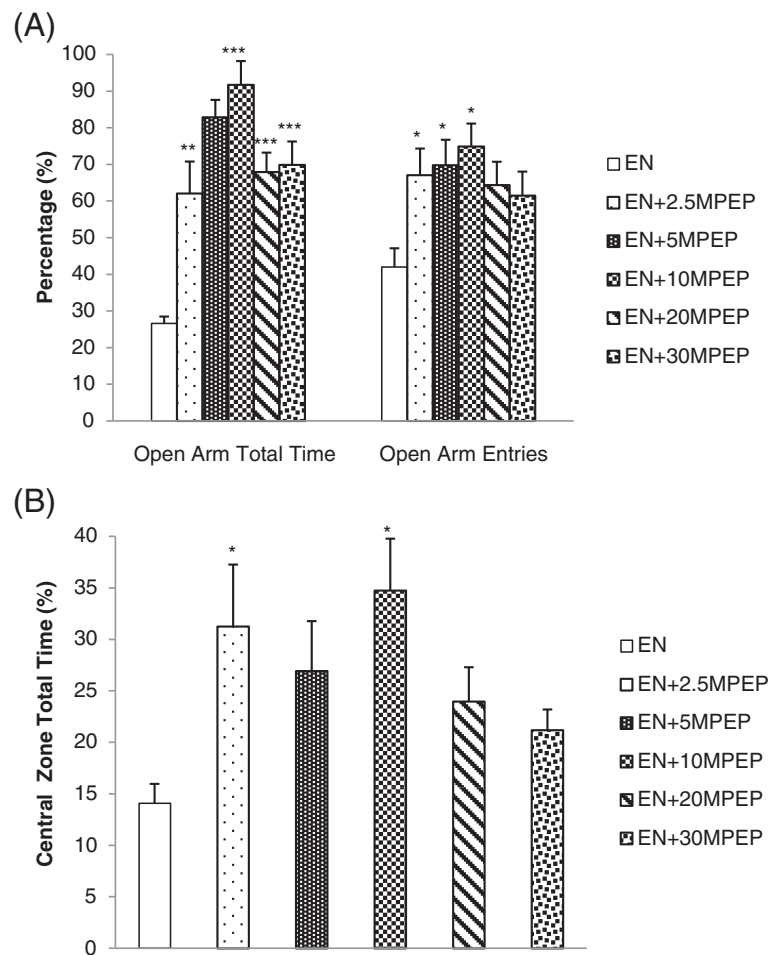 (A)
Percentage (%)
100
90
80
70
60
50
40
30
20
10
0
**
***
***
***
*
*
*
Open Arm Total Time
Open Arm Entries
EN
EN+2.5MPEP
EN+5MPEP
EN+10MPEP
EN+20MPEP
EN+30MPEP
(B)
Central Zone Total Time (%)
40
35
30
25
20
15
10
5
0
*
*
EN
EN+2.5MPEP
EN+5MPEP
EN+10MPEP
EN+20MPEP
EN+30MPEP